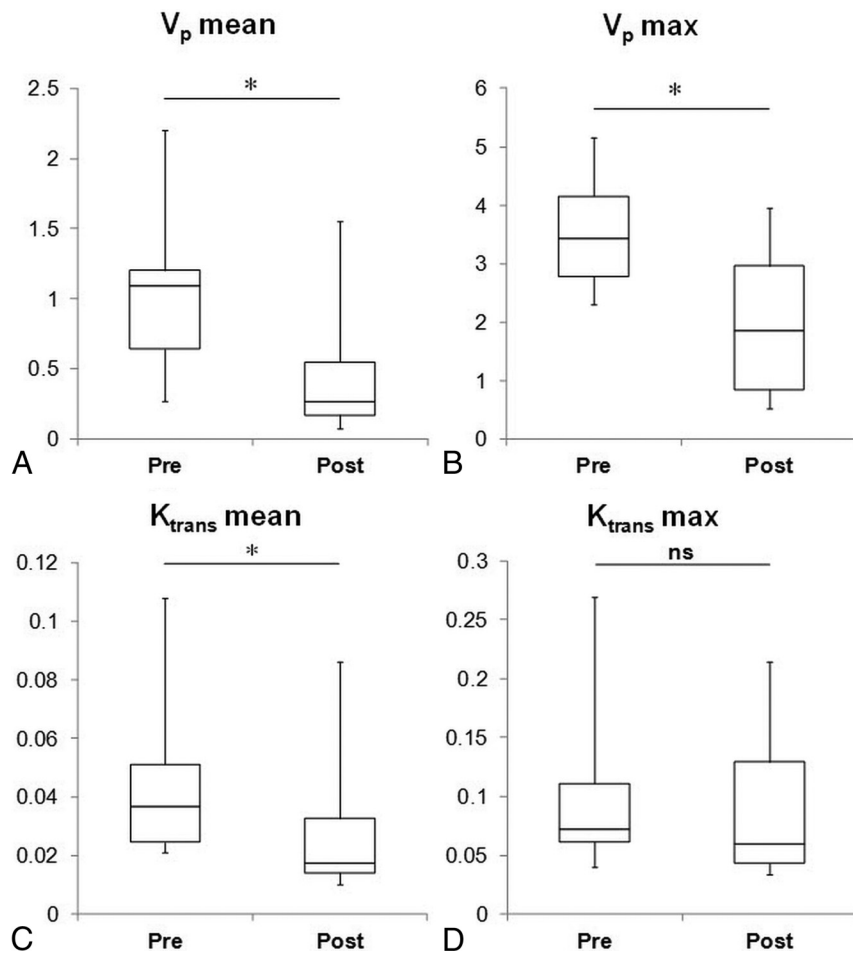 Vp mean
2.5
2
1.5
1
0.5
0
*
Pre Post
A
Vp max
6
5
4
3
2
1
0
*
Pre Post
B
Ktrans mean
0.12
0.1
0.08
0.06
0.04
0.02
0
*
Pre Post
C
Ktrans max
0.3
0.25
0.2
0.15
0.1
0.05
0
ns
Pre Post
D